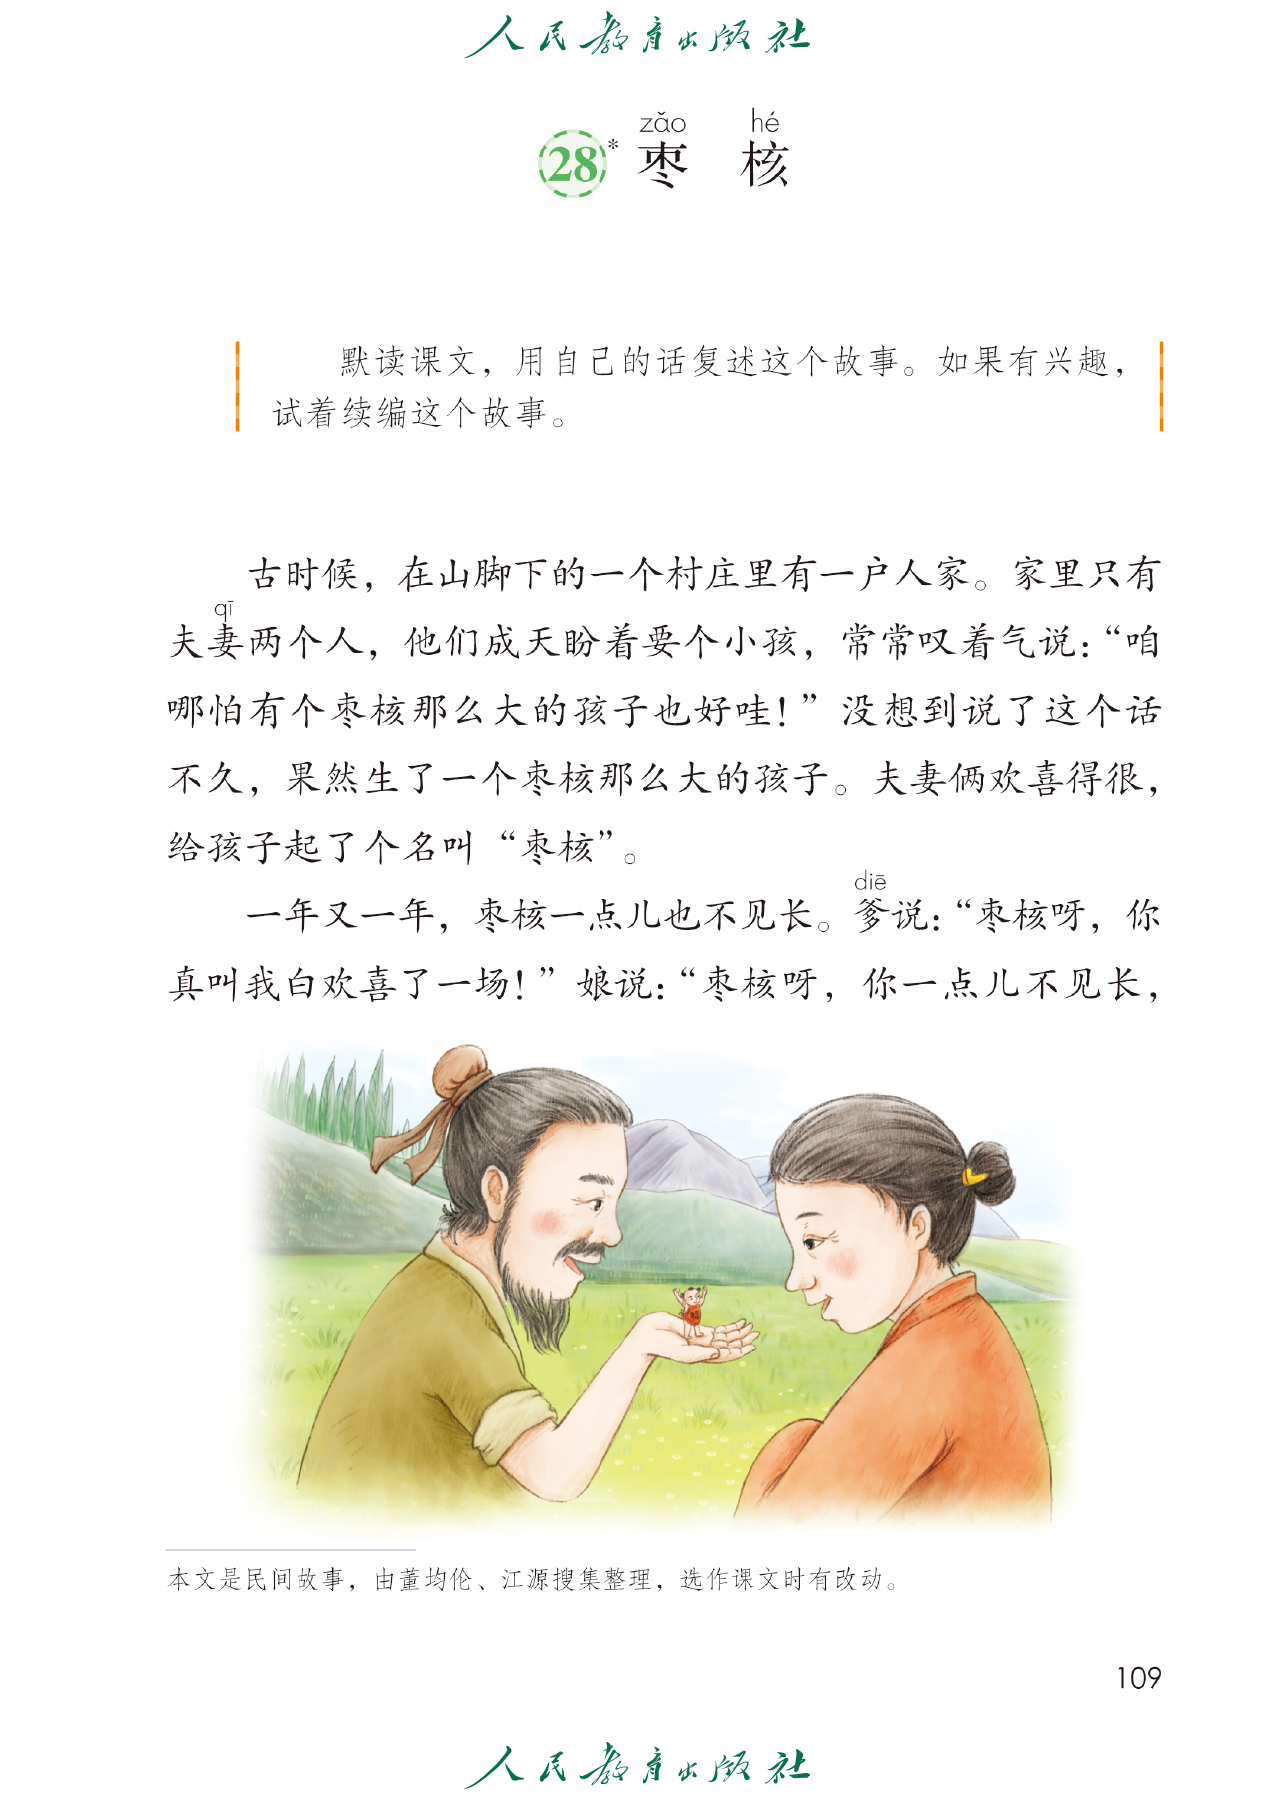 人民教育出版社
zǎo hé
28* 枣 核
默读课文，用自己的话复述这个故事。如果有兴趣，
试着续编这个故事。
古时候，在山脚下的一个村庄里有一户人家。家里只有
qī
夫妻两个人，他们成天盼着要个小孩，常常叹着气说：“咱
哪怕有个枣核那么大的孩子也好哇！”没想到说了这个话
不久，果然生了一个枣核那么大的孩子。夫妻俩欢喜得很，
给孩子起了个名叫“枣核”。
diē
一年又一年，枣核一点儿也不见长。爹说：“枣核呀，你
真叫我白欢喜了一场！”娘说：“枣核呀，你一点儿不见长，
本文是民间故事，由董均伦、江源搜集整理，选作课文时有改动。
109
人民教育出版社